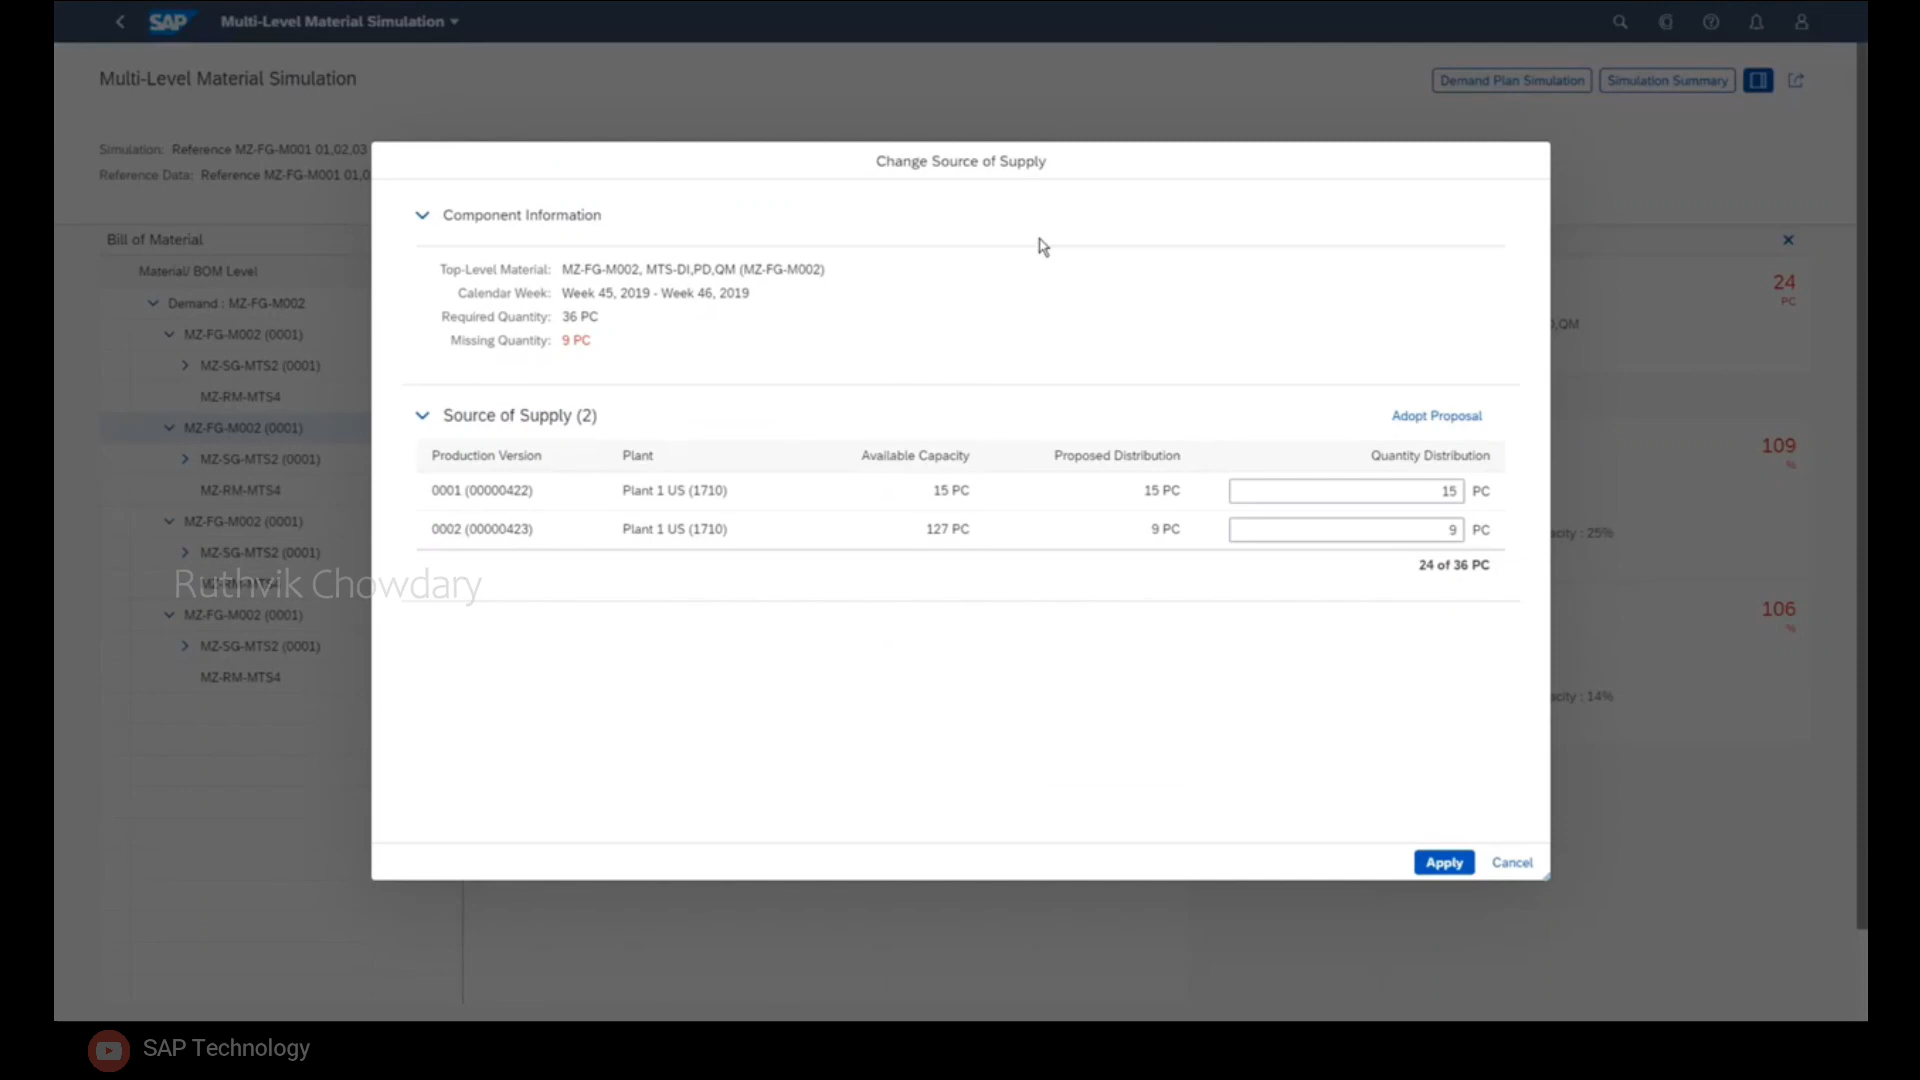 SAP Multi-Level Material Simulation
Multi-Level Material Simulation
Demand Plan Simulation Simulation Summary
Simulation: Reference MZ-FG-M001 01,02,03
Reference Data: Reference MZ-FG-M001 01,0
Bill of Material
Material/ BOM Level
Demand : MZ-FG-M002
MZ-FG-M002 (0001)
MZ-SG-MTS2 (0001)
MZ-RM-MTS4
MZ-FG-M002 (0001)
MZ-SG-MTS2 (0001)
MZ-RM-MTS4
MZ-FG-M002 (0001)
MZ-SG-MTS2 (0001)
MZ-FG-M002 (0001)
MZ-SG-MTS2 (0001)
MZ-RM-MTS4
Change Source of Supply
Component Information
Top-Level Material: MZ-FG-M002, MTS-DI,PD,QM (MZ-FG-M002)
Calendar Week: Week 45, 2019 - Week 46, 2019
Required Quantity: 36 PC
Missing Quantity: 9 PC
Source of Supply (2) Adopt Proposal
Production Version Plant Available Capacity Proposed Distribution Quantity Distribution
0001 (00000422) Plant 1 US (1710) 15 PC 15 PC 15 PC
0002 (00000423) Plant 1 US (1710) 127 PC 9 PC 9 PC
24 of 36 PC
Apply Cancel
24
PC
,QM
109
%
acity : 25%
106
%
acity : 14%
Ruthvik Chowdary
SAP Technology